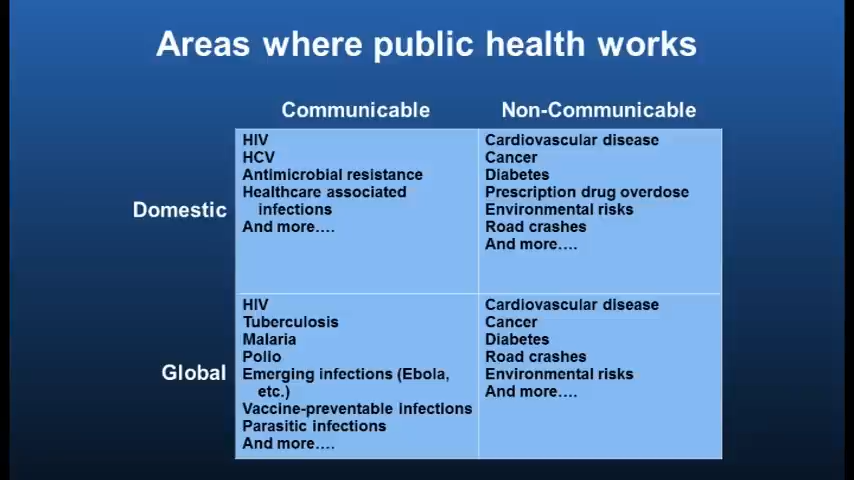 Areas where public health works
Communicable
Non-Communicable
Domestic
HIV
HCV
Antimicrobial resistance
Healthcare associated
infections
And more....
Cardiovascular disease
Cancer
Diabetes
Prescription drug overdose
Environmental risks
Road crashes
And more....
Global
HIV
Tuberculosis
Malaria
Polio
Emerging infections (Ebola,
etc.)
Vaccine-preventable infections
Parasitic infections
And more....
Cardiovascular disease
Cancer
Diabetes
Road crashes
Environmental risks
And more....